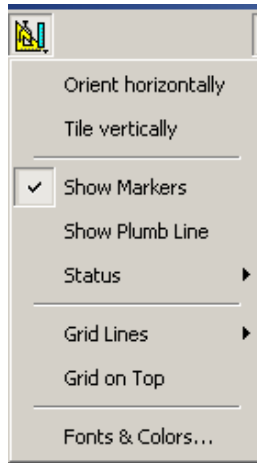 Orient horizontally
Tile vertically
Show Markers
Show Plumb Line
Status
Grid Lines
Grid on Top
Fonts & Colors...